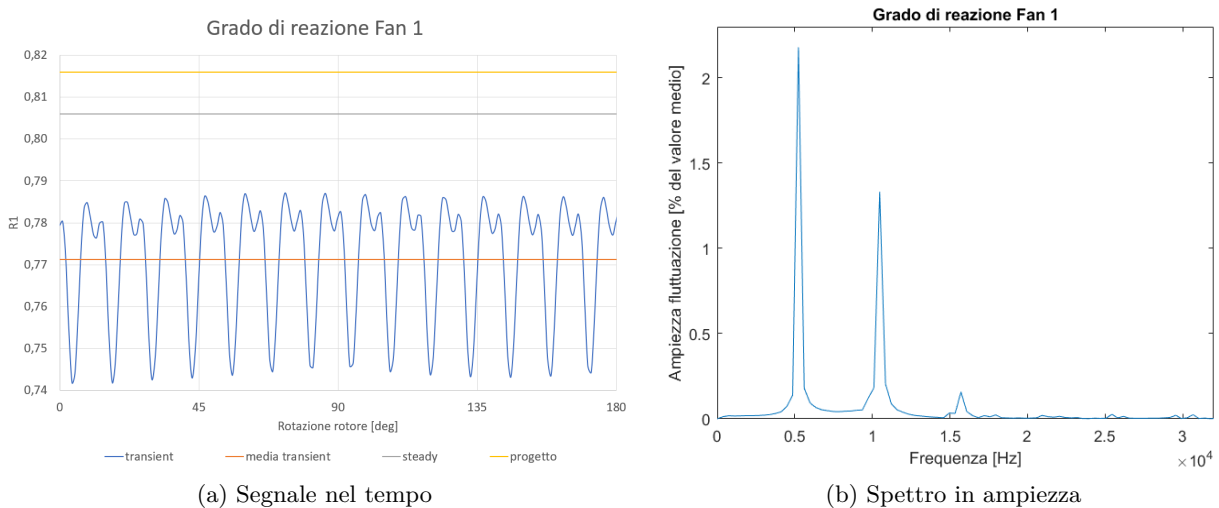 Grado di reazione Fan 1
0,82
0,81
0,80
0,79
0,78
0,77
0,76
0,75
0,74
R1
0 45 90 135 180
Rotazione rotore [deg]
transient media transient steady progetto
(a) Segnale nel tempo
Grado di reazione Fan 1
2
1.5
1
0.5
0
Ampiezza fluttuazione [% del valore medio]
0 0.5 1 1.5 2 2.5 3
Frequenza [Hz]
×10^4
(b) Spettro in ampiezza